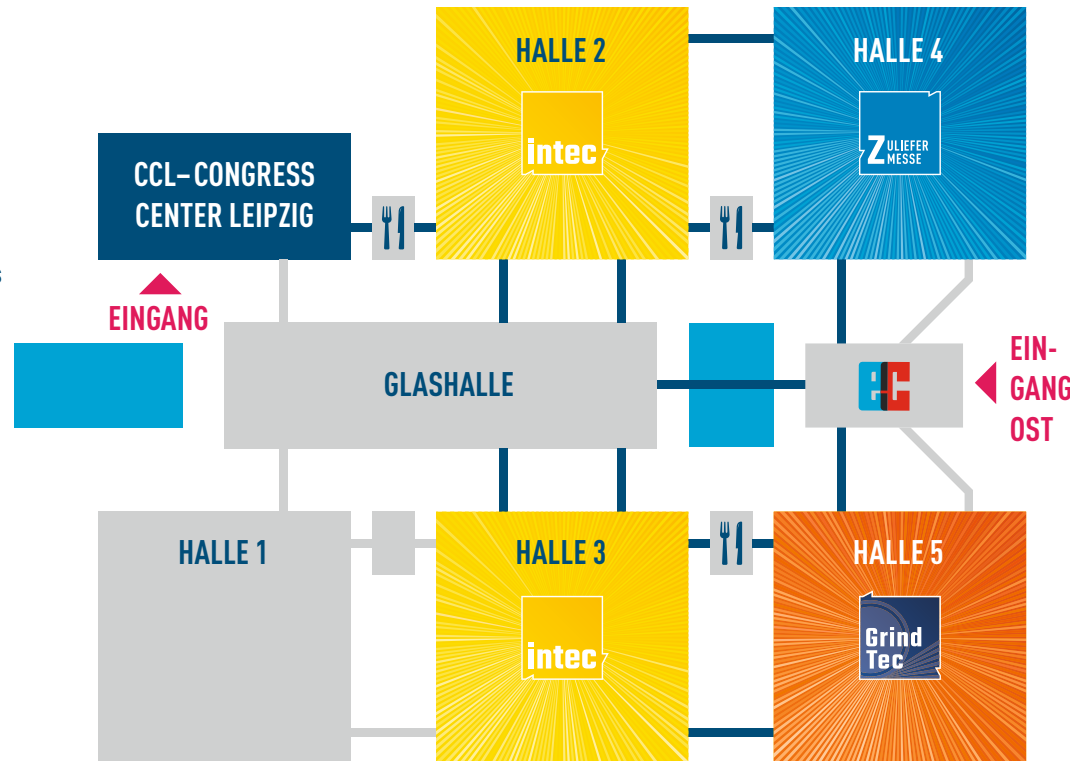 HALLE 2
intec
HALLE 4
ZULIEFER
MESSE
CCL–CONGRESS
CENTER LEIPZIG
s
EINGANG
GLASHALLE
EIN-
GANG
OST
HALLE 1
HALLE 3
intec
HALLE 5
Grind
Tec